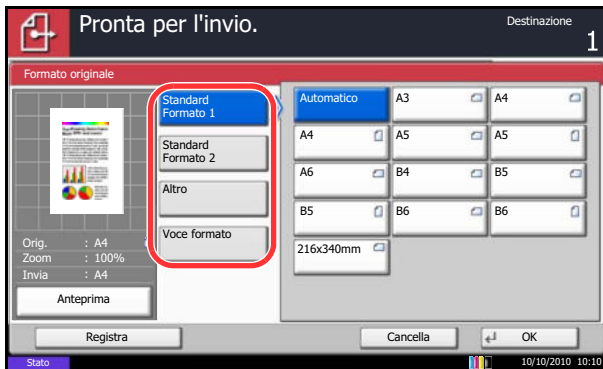 Pronta per l'invio.
Destinazione
1
Formato originale
Standard
Formato 1
Standard
Formato 2
Altro
Voce formato
Automatico
A3
A4
A4
A5
A5
A6
B4
B5
B5
B6
B6
216x340mm
Orig. : A4
Zoom : 100%
Invia : A4
Anteprima
Registra
Cancella
OK
Stato
10/10/2010 10:10